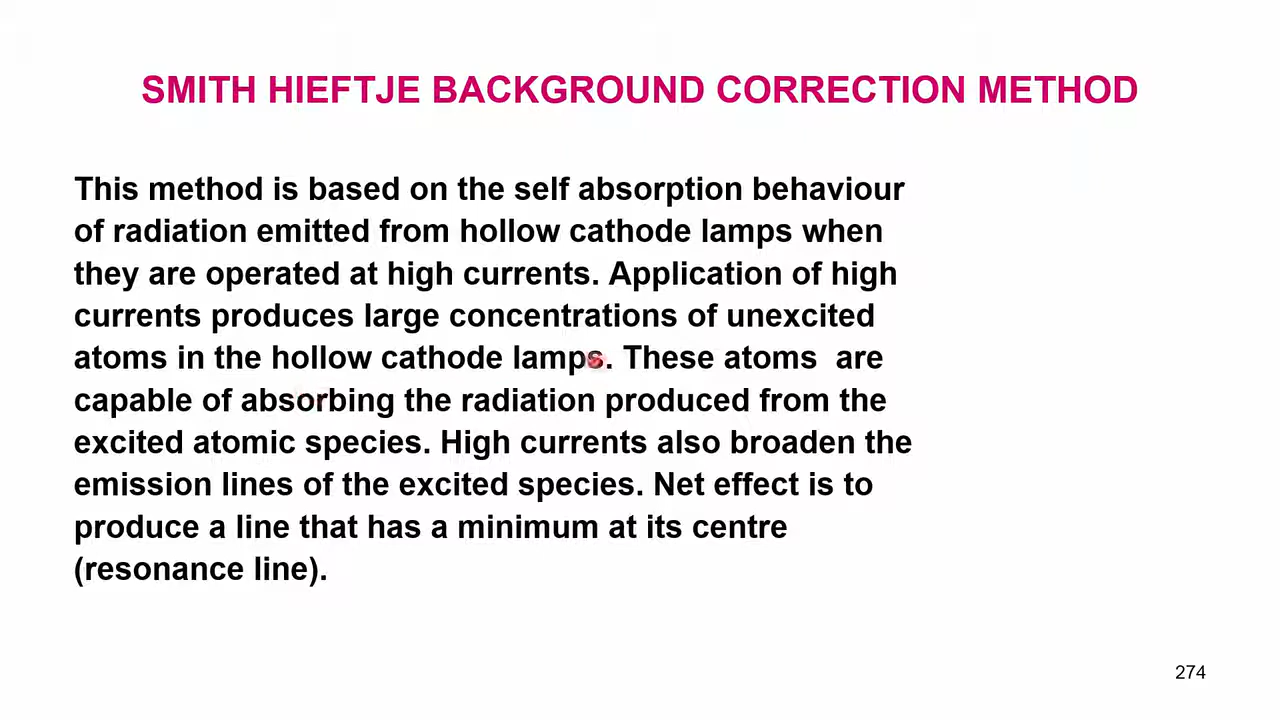 SMITH HIEFTJE BACKGROUND CORRECTION METHOD
This method is based on the self absorption behaviour
of radiation emitted from hollow cathode lamps when
they are operated at high currents. Application of high
currents produces large concentrations of unexcited
atoms in the hollow cathode lamps. These atoms  are
capable of absorbing the radiation produced from the
excited atomic species. High currents also broaden the
emission lines of the excited species. Net effect is to
produce a line that has a minimum at its centre
(resonance line).
274